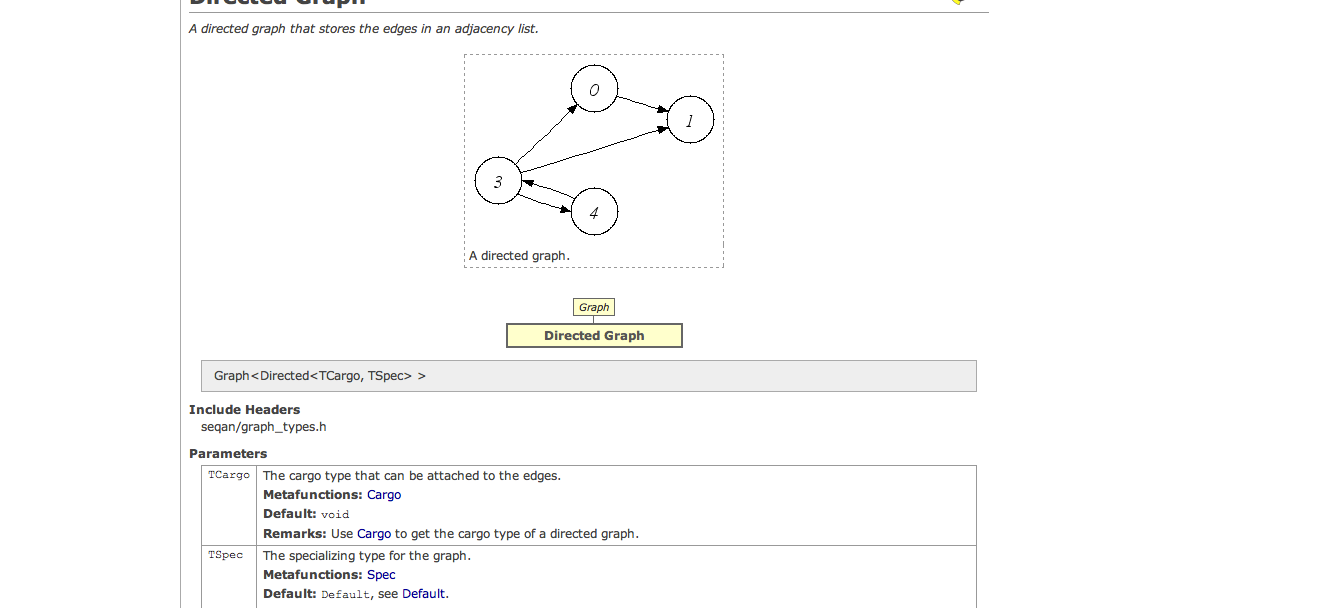 Directed Graph
A directed graph that stores the edges in an adjacency list.
0
1
3
4
A directed graph.
Graph
Directed Graph
Graph<Directed<TCargo, TSpec> >
Include Headers
seqan/graph_types.h
Parameters
TCargo The cargo type that can be attached to the edges.
Metafunctions: Cargo
Default: void
Remarks: Use Cargo to get the cargo type of a directed graph.
TSpec The specializing type for the graph.
Metafunctions: Spec
Default: Default, see Default.